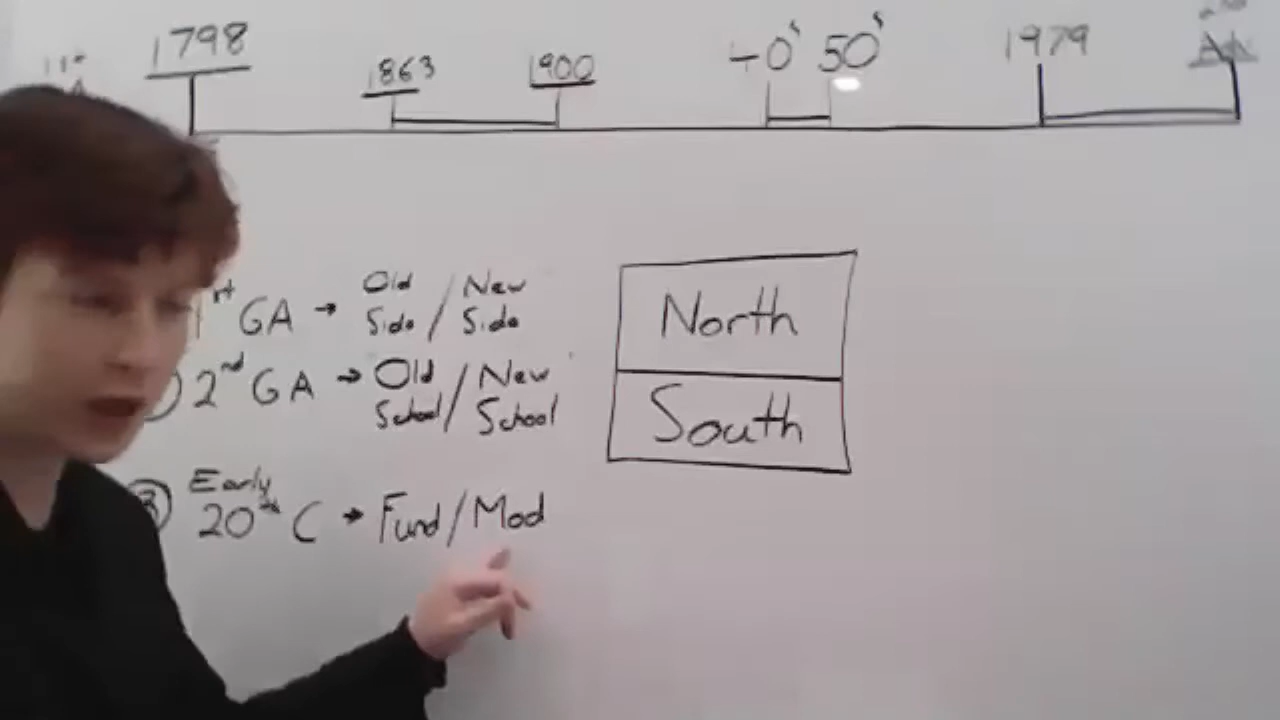 1798
1863
1900
40's 50's
1979
1st GA → Old Side / New Side
2nd GA → Old School / New School
3 Early 20th C → Fund / Mod
North
South